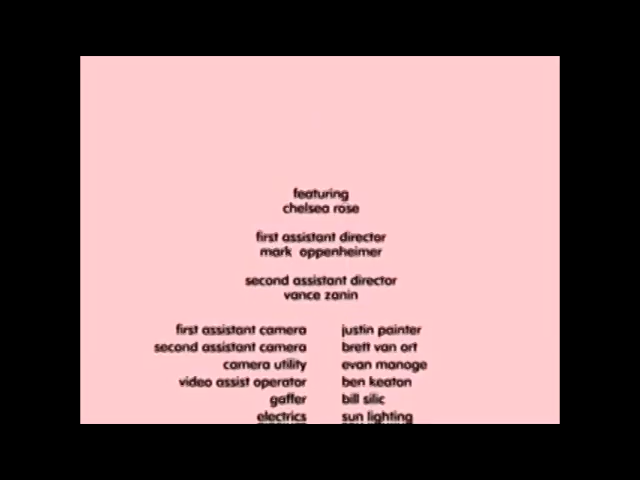 featuring
chelsea rose
first assistant director
mark oppenheimer
second assistant director
vance zanin
first assistant camera justin painter
second assistant camera brett van ort
camera utility evan manoge
video assist operator ben keaton
gaffer bill silic
electrics sun lighting